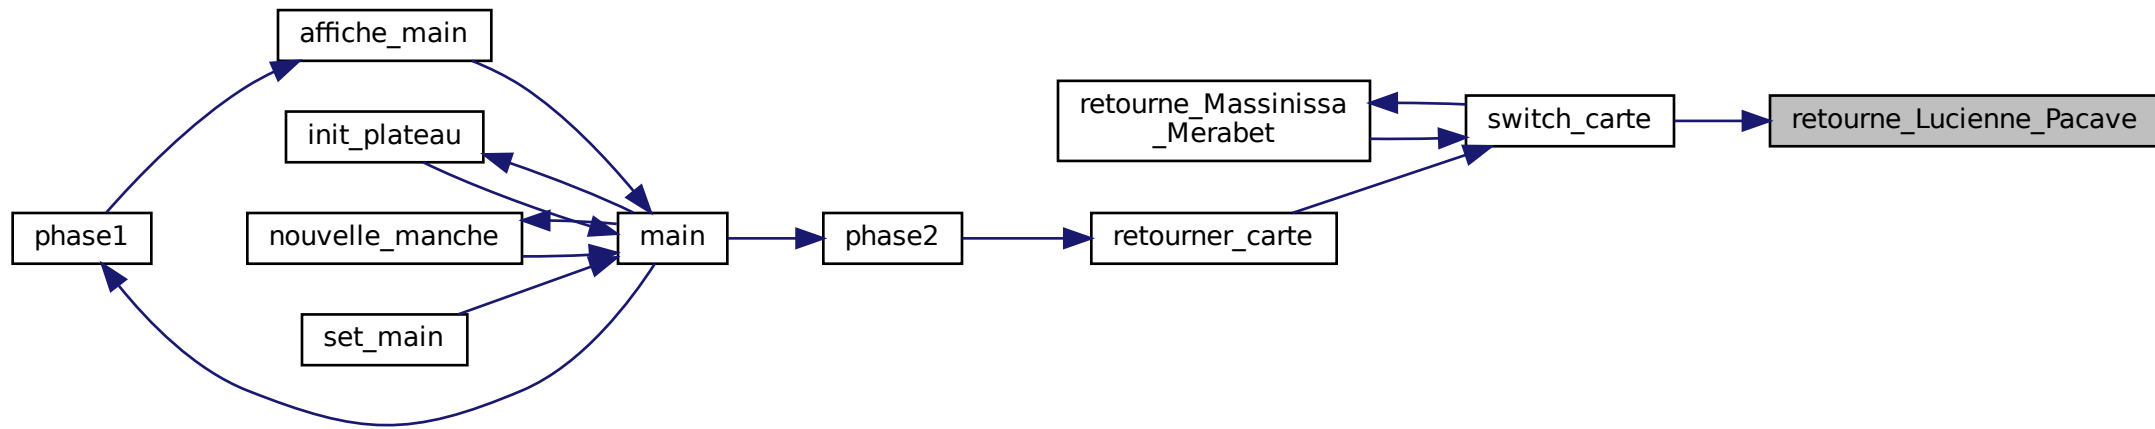 affiche_main
retourne_Massinissa
_Merabet
switch_carte
retourne_Lucienne_Pacave
init_plateau
phase1
nouvelle_manche
main
phase2
retourner_carte
set_main